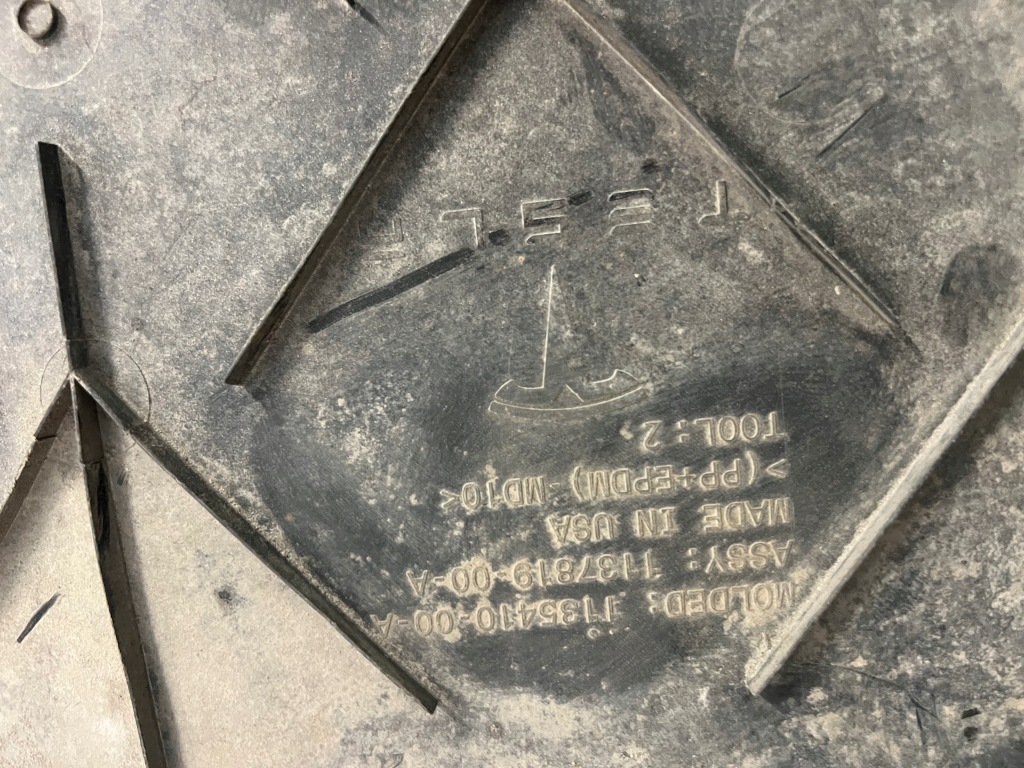 MOLDED: 1135410-00-A
ASSY: 1137819-00-A
MADE IN USA
>(PP+EPDM)-MD10<
TOOL: 2
TESLA